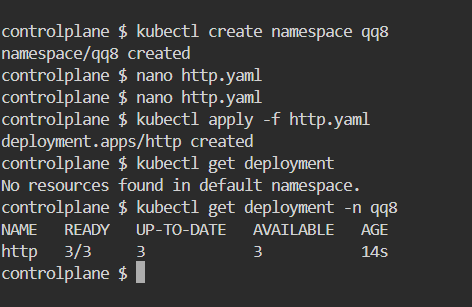 controlplane $ kubectl create namespace qq8
namespace/qq8 created
controlplane $ nano http.yaml
controlplane $ nano http.yaml
controlplane $ kubectl apply -f http.yaml
deployment.apps/http created
controlplane $ kubectl get deployment
No resources found in default namespace.
controlplane $ kubectl get deployment -n qq8
NAME   READY   UP-TO-DATE   AVAILABLE   AGE
http   3/3     3            3           14s
controlplane $